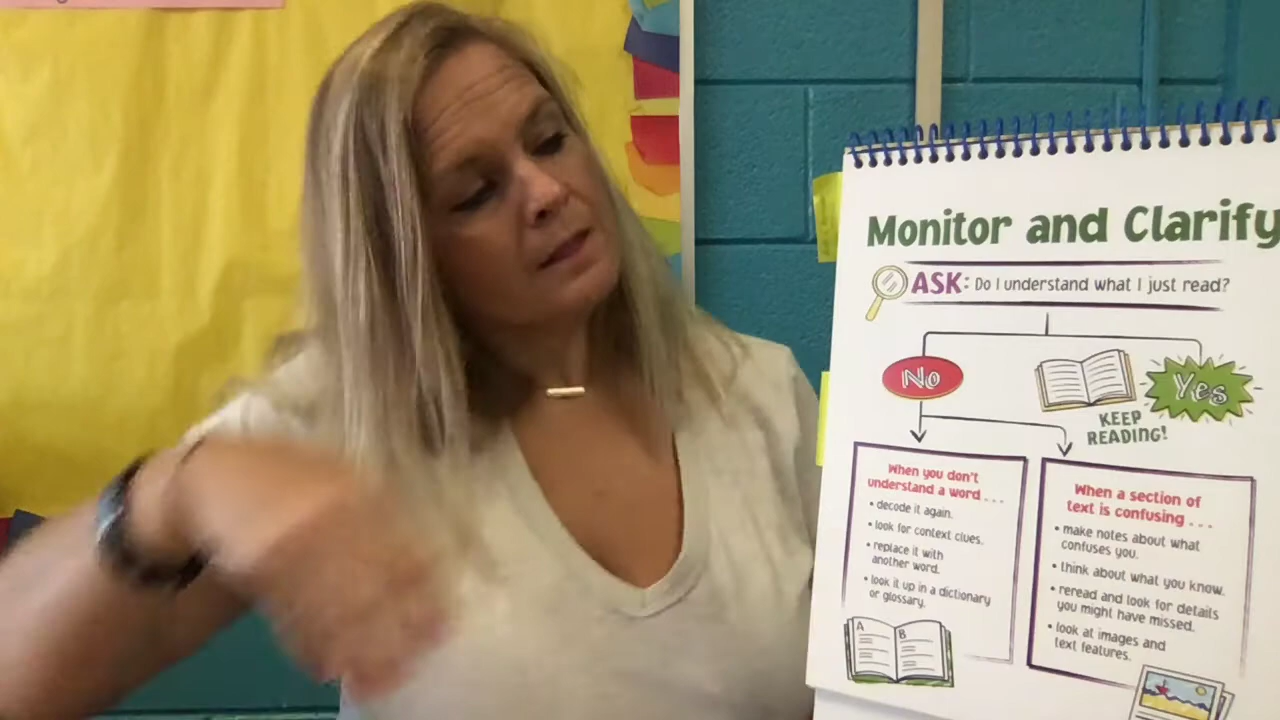 Monitor and Clarify
ASK: Do I understand what I just read?
No
Yes
KEEP
READING!
When you don't
understand a word . . .
• decode it again.
• look for context clues.
• replace it with
another word.
• look it up in a dictionary
or glossary.
A B
When a section of
text is confusing . . .
• make notes about what
confuses you.
• think about what you know.
• reread and look for details
you might have missed.
• look at images and
text features.